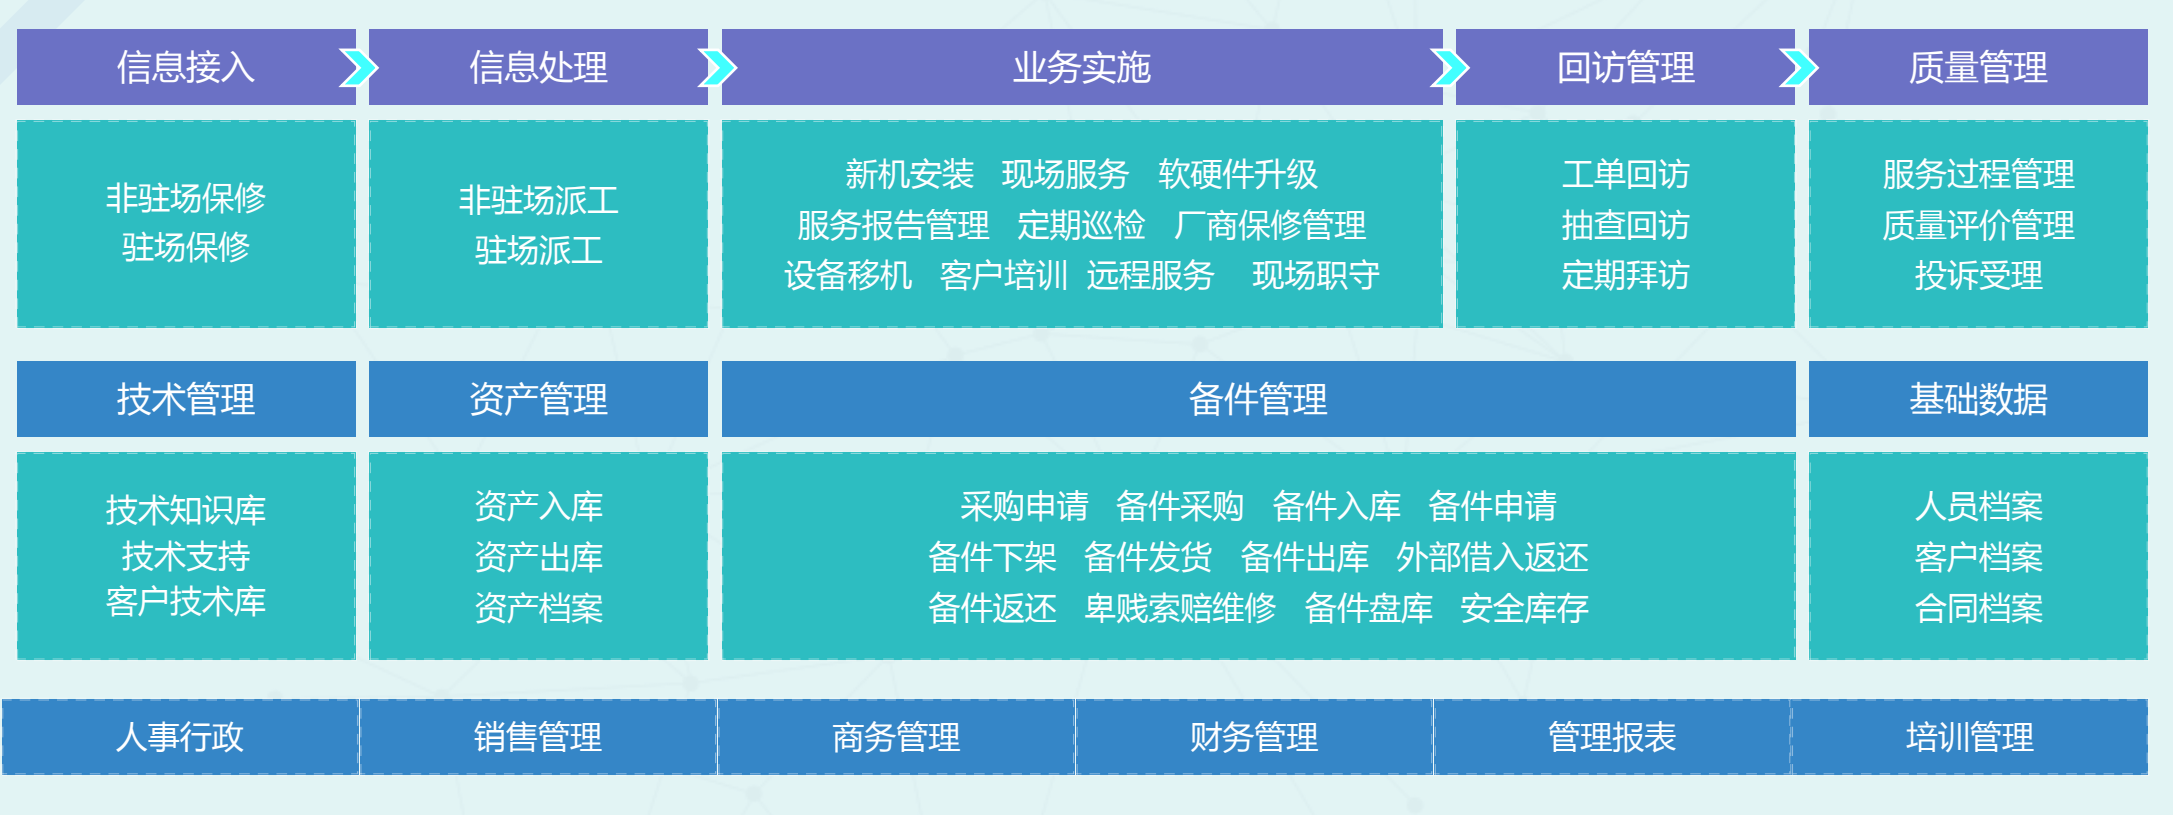 信息接入 信息处理 业务实施 回访管理 质量管理
非驻场保修
驻场保修
非驻场派工
驻场派工
新机安装 现场服务 软硬件升级
服务报告管理 定期巡检 厂商保修管理
设备移机 客户培训 远程服务 现场职守
工单回访
抽查回访
定期拜访
服务过程管理
质量评价管理
投诉受理
技术管理 资产管理 备件管理 基础数据
技术知识库
技术支持
客户技术库
资产入库
资产出库
资产档案
采购申请 备件采购 备件入库 备件申请
备件下架 备件发货 备件出库 外部借入返还
备件返还 卑贱索赔维修 备件盘库 安全库存
人员档案
客户档案
合同档案
人事行政 销售管理 商务管理 财务管理 管理报表 培训管理